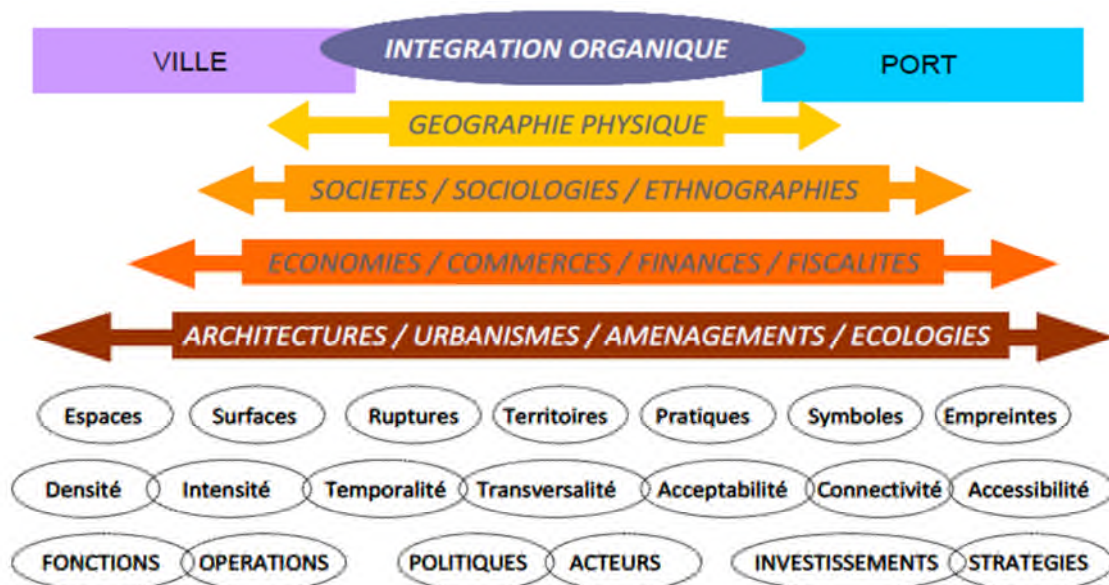 VILLE INTEGRATION ORGANIQUE PORT
GEOGRAPHIE PHYSIQUE
SOCIETES / SOCIOLOGIES / ETHNOGRAPHIES
ECONOMIES / COMMERCES / FINANCES / FISCALITES
ARCHITECTURES / URBANISMES / AMENAGEMENTS / ECOLOGIES
Espaces Surfaces Ruptures Territoires Pratiques Symboles Empreintes
Densité Intensité Temporalité Transversalité Acceptabilité Connectivité Accessibilité
FONCTIONS OPERATIONS POLITIQUES ACTEURS INVESTISSEMENTS STRATEGIES